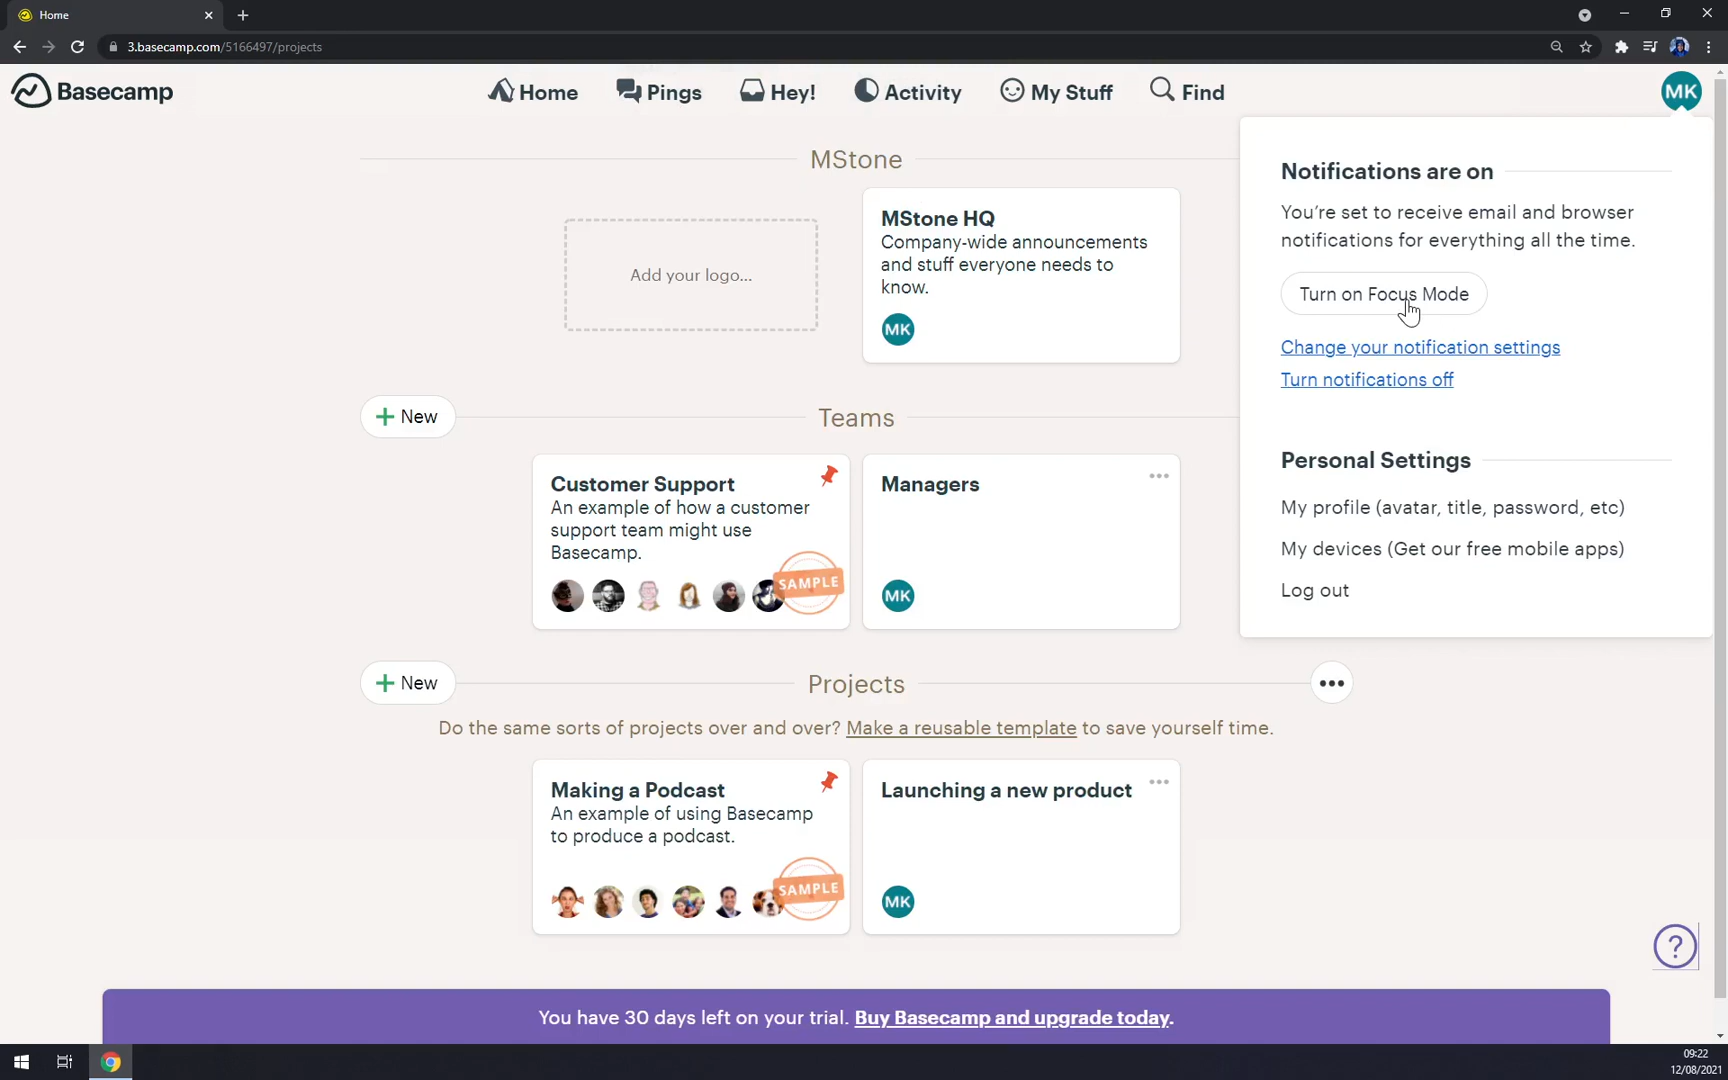 Home
3.basecamp.com/5166497/projects
Basecamp
Home
Pings
Hey!
Activity
My Stuff
Find
MK
MStone
Add your logo...
MStone HQ
Company-wide announcements
and stuff everyone needs to
know.
MK
Notifications are on
You're set to receive email and browser
notifications for everything all the time.
Turn on Focus Mode
Change your notification settings
Turn notifications off
Personal Settings
My profile (avatar, title, password, etc)
My devices (Get our free mobile apps)
Log out
+ New
Teams
Customer Support
An example of how a customer
support team might use
Basecamp.
SAMPLE
Managers
MK
+ New
Projects
Do the same sorts of projects over and over? Make a reusable template to save yourself time.
Making a Podcast
An example of using Basecamp
to produce a podcast.
SAMPLE
Launching a new product
MK
?
You have 30 days left on your trial. Buy Basecamp and upgrade today.
09:22
12/08/2021